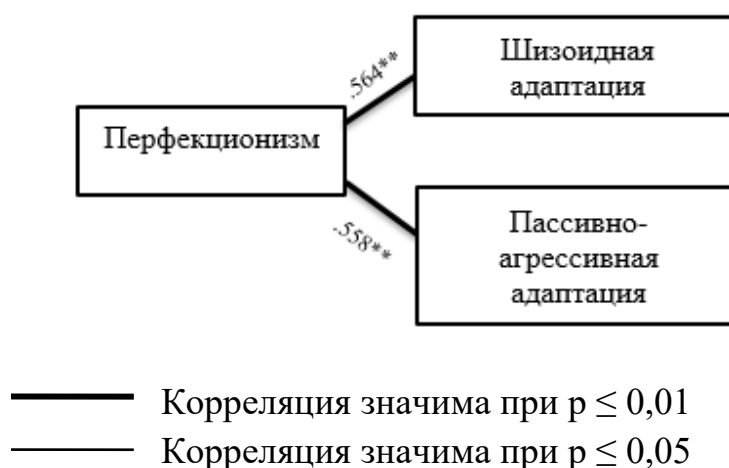 Шизоидная
адаптация
.564**
Перфекционизм
.558**
Пассивно-
агрессивная
адаптация
Корреляция значима при p ≤ 0,01
Корреляция значима при p ≤ 0,05